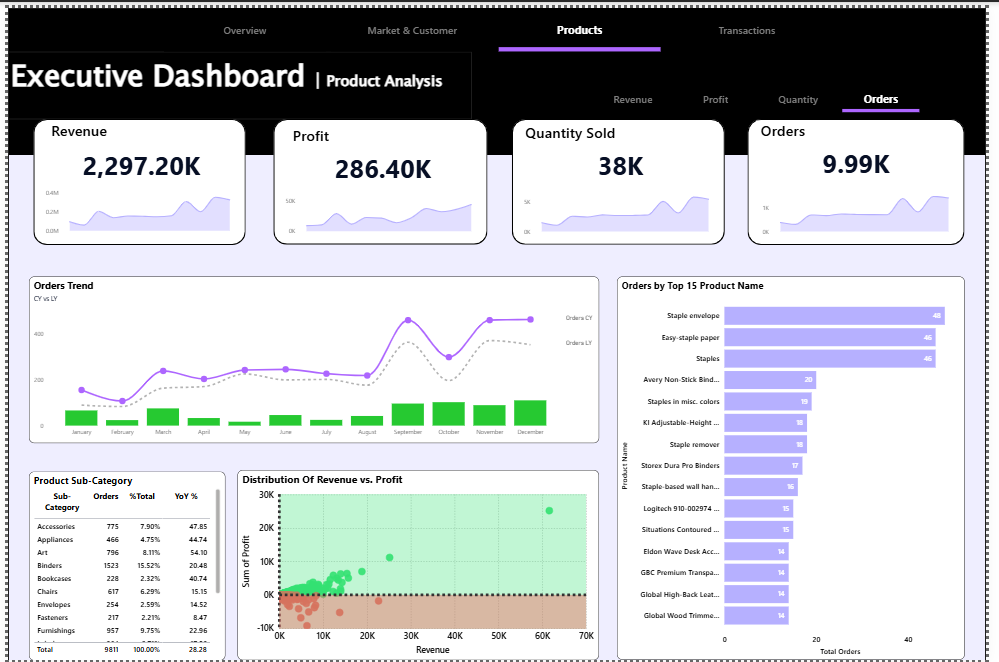 Overview Market & Customer Products Transactions
Executive Dashboard | Product Analysis
Revenue Profit Quantity Orders
Revenue
2,297.20K
0.4M
0.2M
0.0M
Profit
286.40K
50K
0K
Quantity Sold
38K
5K
0K
Orders
9.99K
1K
0K
Orders Trend
CY vs LY
400
200
0
Orders CY
Orders LY
January February March April May June July August September October November December
Orders by Top 15 Product Name
Product Name
Staple envelope 48
Easy-staple paper 46
Staples 46
Avery Non-Stick Bind... 20
Staples in misc. colors 19
KI Adjustable-Height ... 18
Staple remover 18
Storex Dura Pro Binders 17
Staple-based wall han... 16
Logitech 910-002974 ... 15
Situations Contoured ... 15
Eldon Wave Desk Acc... 14
GBC Premium Transpa... 14
Global High-Back Leat... 14
Global Wood Trimme... 14
0 20 40
Total Orders
Product Sub-Category
Sub-Category Orders %Total YoY %
Accessories 775 7.90% 47.85
Appliances 466 4.75% 44.74
Art 796 8.11% 54.10
Binders 1523 15.52% 20.48
Bookcases 228 2.32% 40.74
Chairs 617 6.29% 15.15
Envelopes 254 2.59% 14.52
Fasteners 217 2.21% 8.47
Furnishings 957 9.75% 22.96
Total 9811 100.00% 28.28
Distribution Of Revenue vs. Profit
Sum of Profit
30K
20K
10K
0K
-10K
0K 10K 20K 30K 40K 50K 60K 70K
Revenue